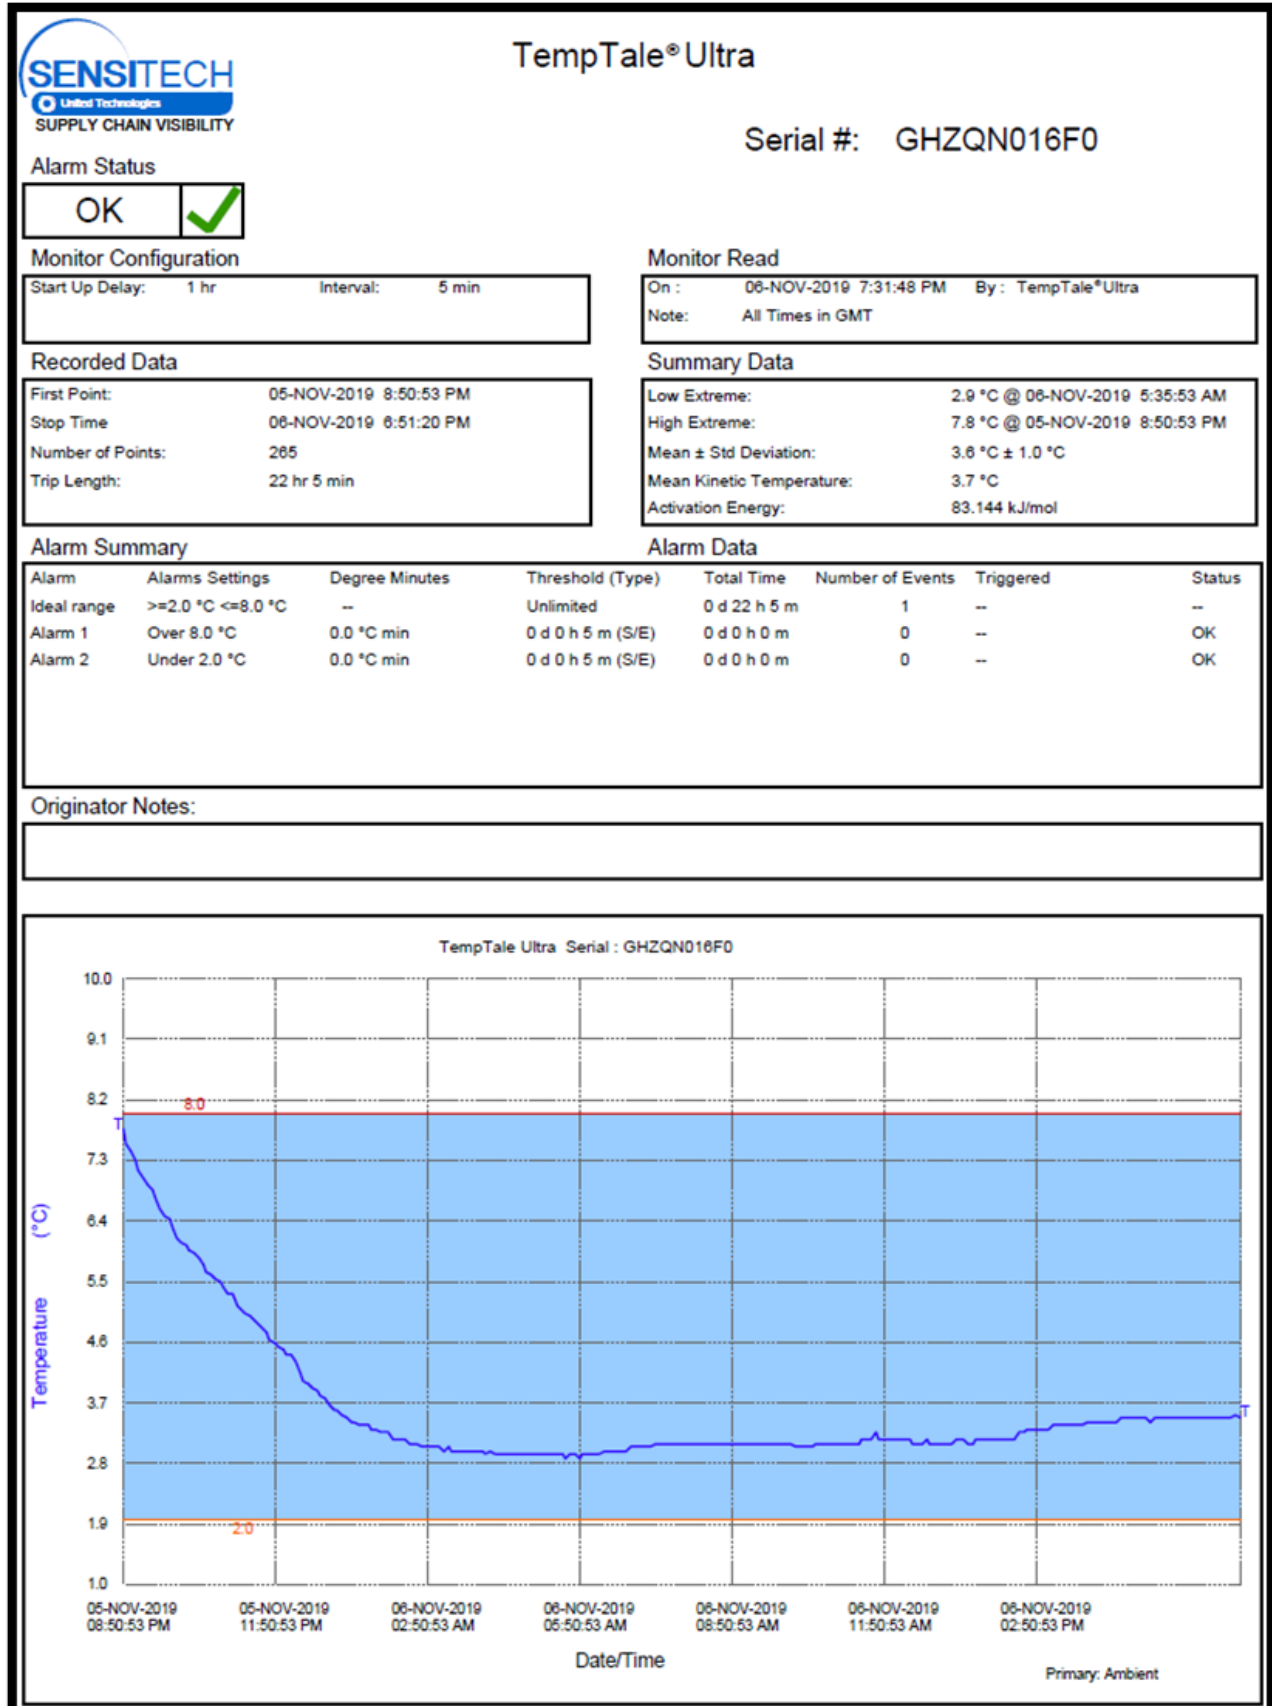 SENSITECH
United Technologies
SUPPLY CHAIN VISIBILITY
TempTale® Ultra
Serial #: GHZQN016F0
Alarm Status
OK
Monitor Configuration
Start Up Delay: 1 hr Interval: 5 min
Monitor Read
On : 06-NOV-2019 7:31:48 PM By : TempTale®Ultra
Note: All Times in GMT
Recorded Data
First Point: 05-NOV-2019 8:50:53 PM
Stop Time 06-NOV-2019 6:51:20 PM
Number of Points: 265
Trip Length: 22 hr 5 min
Summary Data
Low Extreme: 2.9 °C @ 06-NOV-2019 5:35:53 AM
High Extreme: 7.8 °C @ 05-NOV-2019 8:50:53 PM
Mean ± Std Deviation: 3.6 °C ± 1.0 °C
Mean Kinetic Temperature: 3.7 °C
Activation Energy: 83.144 kJ/mol
Alarm Summary Alarm Data
Alarm Alarms Settings Degree Minutes Threshold (Type) Total Time Number of Events Triggered Status
Ideal range >=2.0 °C <=8.0 °C -- Unlimited 0 d 22 h 5 m 1 -- --
Alarm 1 Over 8.0 °C 0.0 °C min 0 d 0 h 5 m (S/E) 0 d 0 h 0 m 0 -- OK
Alarm 2 Under 2.0 °C 0.0 °C min 0 d 0 h 5 m (S/E) 0 d 0 h 0 m 0 -- OK
Originator Notes:
TempTale Ultra Serial : GHZQN016F0
10.0
9.1
8.2
8.0
T
7.3
6.4
5.5
4.6
3.7
T
2.8
1.9
2.0
1.0
Temperature (°C)
05-NOV-2019 05-NOV-2019 06-NOV-2019 06-NOV-2019 06-NOV-2019 06-NOV-2019 06-NOV-2019
08:50:53 PM 11:50:53 PM 02:50:53 AM 05:50:53 AM 08:50:53 AM 11:50:53 AM 02:50:53 PM
Date/Time
Primary: Ambient